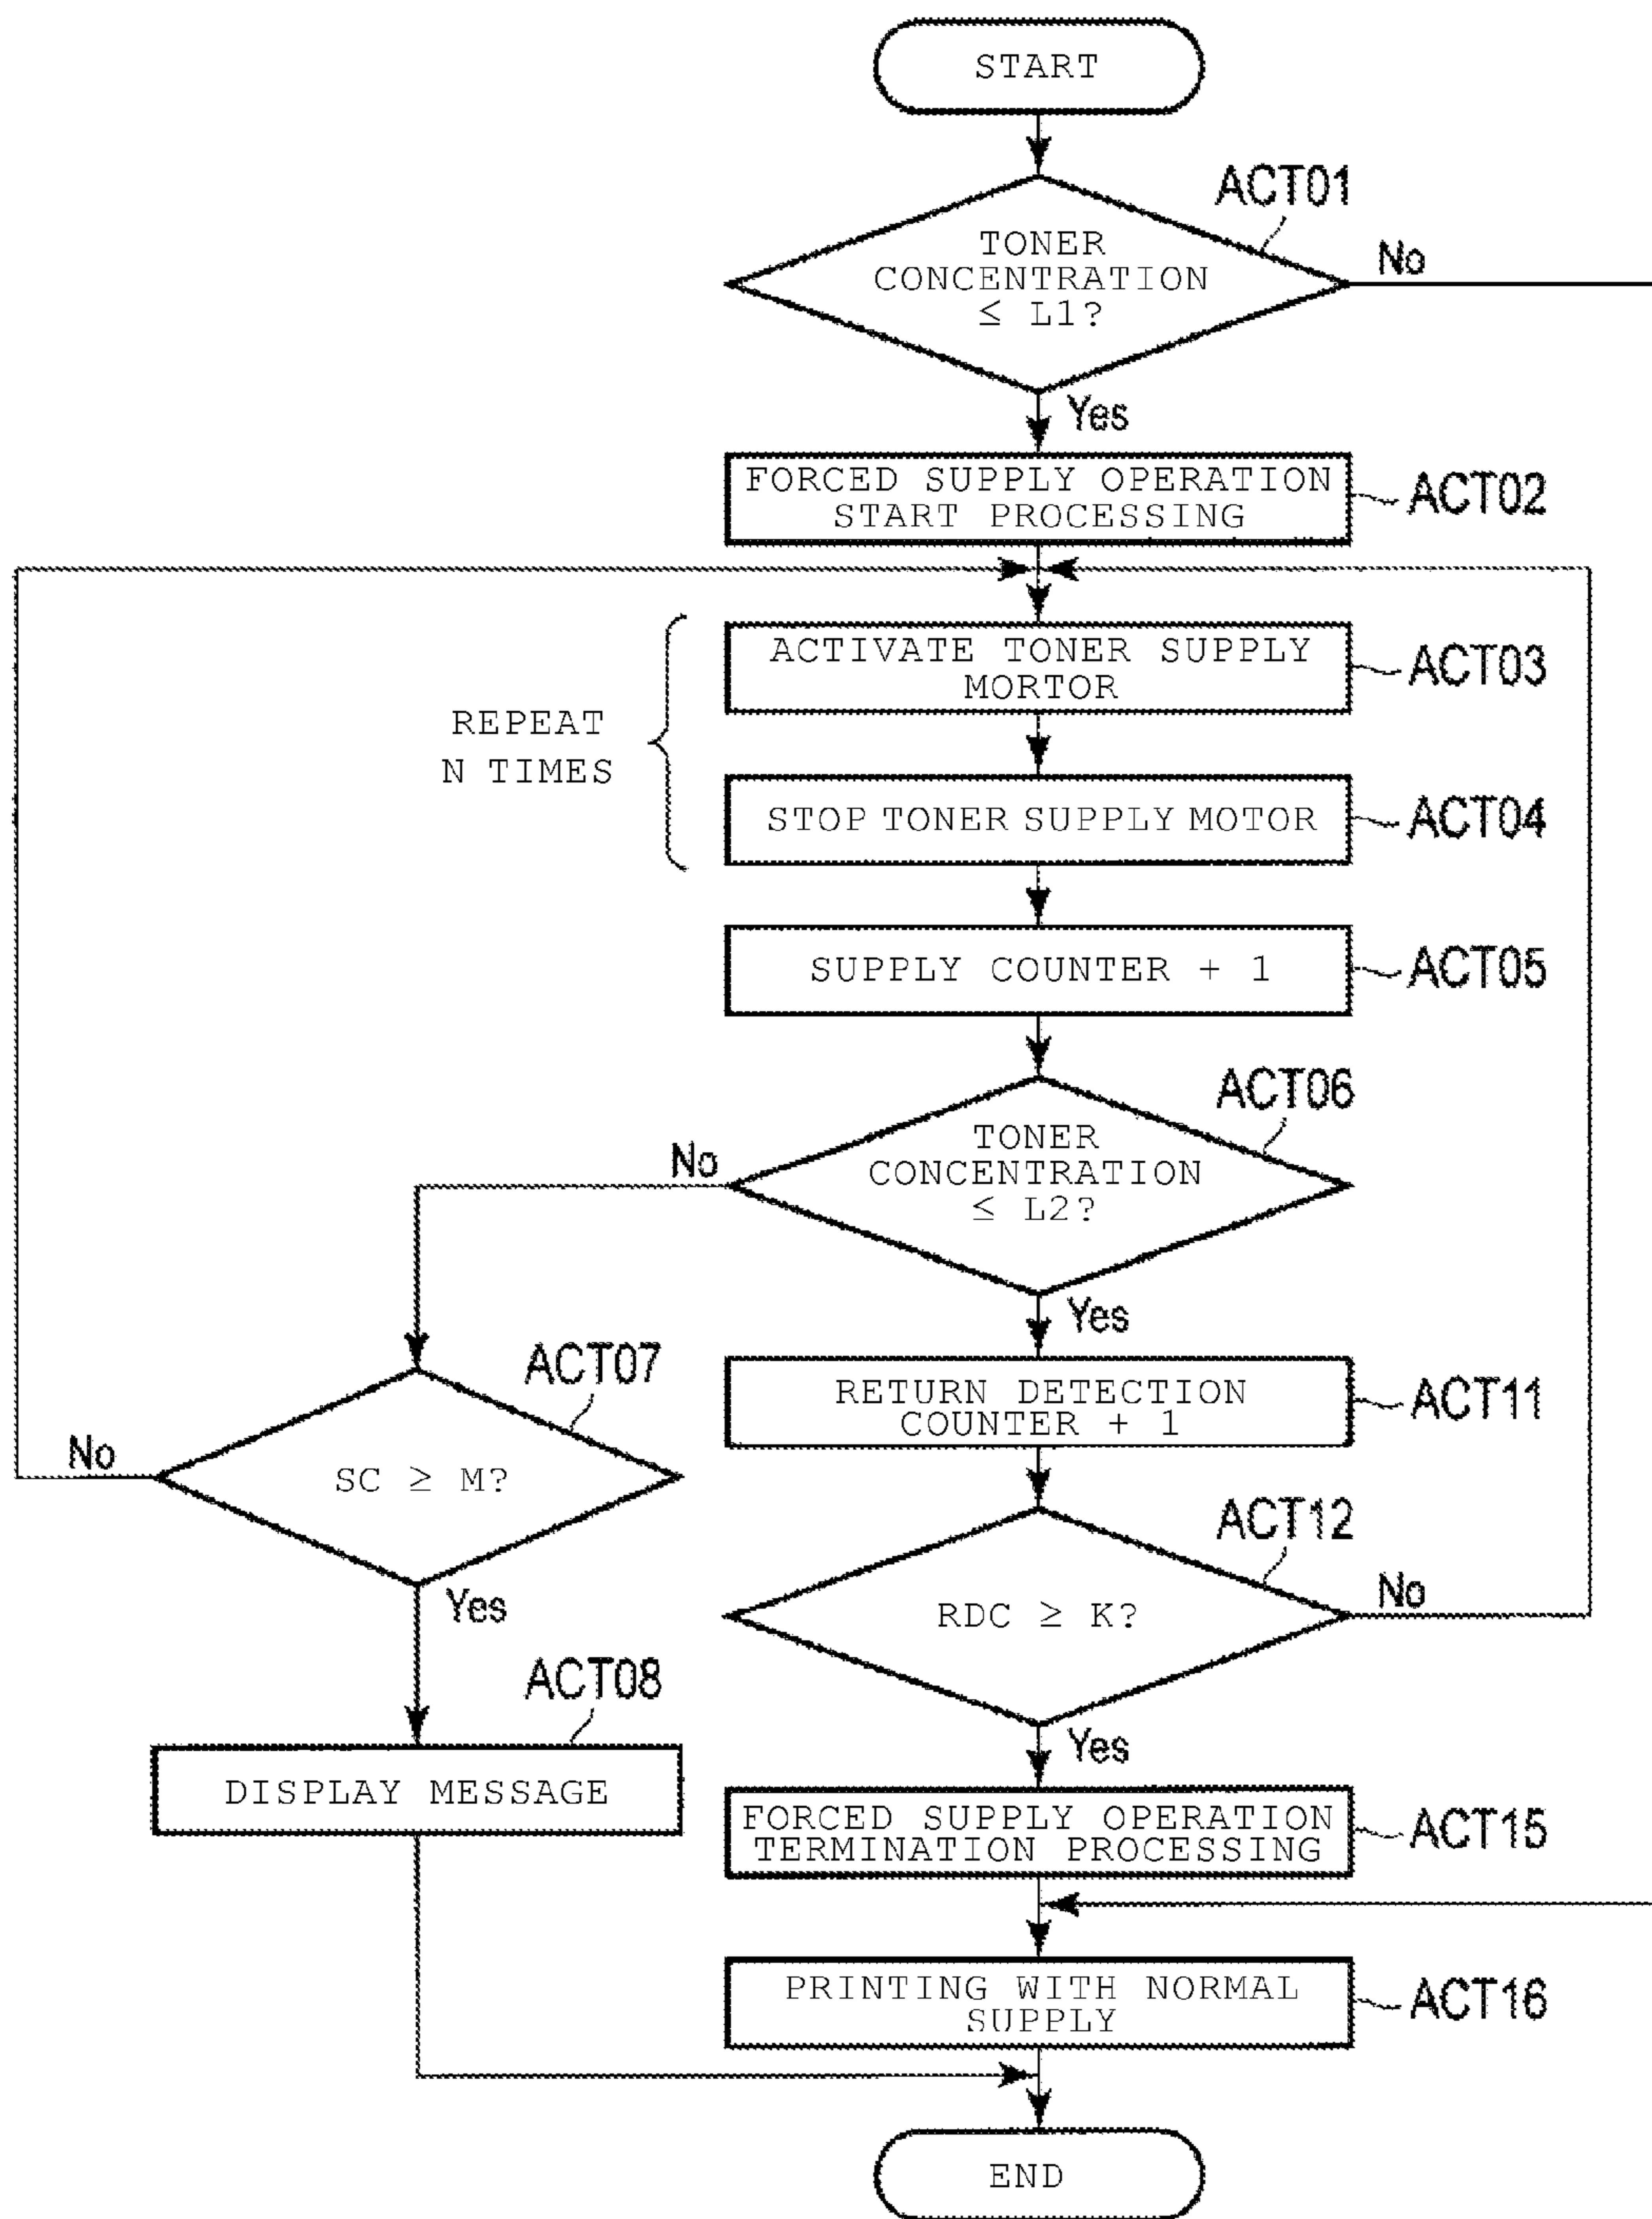 START
ACT01
TONER
CONCENTRATION
≤ L1?
No
Yes
FORCED SUPPLY OPERATION
START PROCESSING
ACT02
ACTIVATE TONER SUPPLY
MORTOR
ACT03
REPEAT
N TIMES
STOP TONER SUPPLY MOTOR
ACT04
SUPPLY COUNTER + 1
ACT05
ACT06
TONER
CONCENTRATION
≤ L2?
No
Yes
ACT07
SC ≥ M?
No
Yes
RETURN DETECTION
COUNTER + 1
ACT11
ACT12
RDC ≥ K?
No
Yes
ACT08
DISPLAY MESSAGE
FORCED SUPPLY OPERATION
TERMINATION PROCESSING
ACT15
PRINTING WITH NORMAL
SUPPLY
ACT16
END